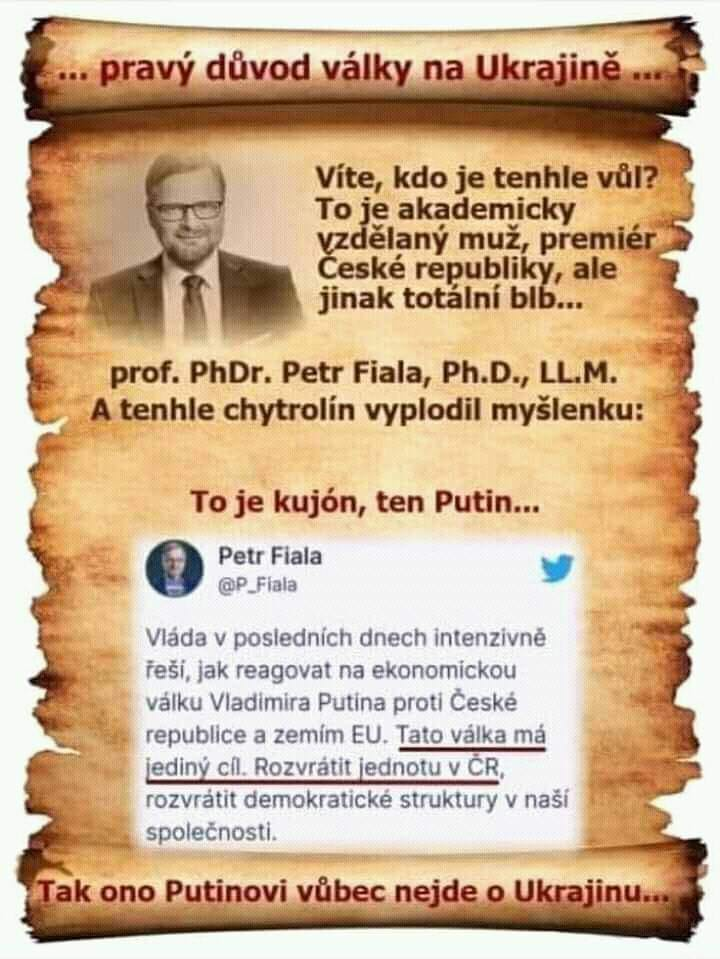 ... pravý důvod války na Ukrajině ...
Víte, kdo je tenhle vůl?
To je akademicky
vzdělaný muž, premiér
České republiky, ale
jinak totální blb...
prof. PhDr. Petr Fiala, Ph.D., LL.M.
A tenhle chytrolín vyplodil myšlenku:
To je kujón, ten Putin...
Petr Fiala
@P_Fiala
Vláda v posledních dnech intenzivně
řeší, jak reagovat na ekonomickou
válku Vladimira Putina proti České
republice a zemím EU. Tato válka má
jediný cíl. Rozvrátit jednotu v ČR,
rozvrátit demokratické struktury v naší
společnosti.
Tak ono Putinovi vůbec nejde o Ukrajinu...